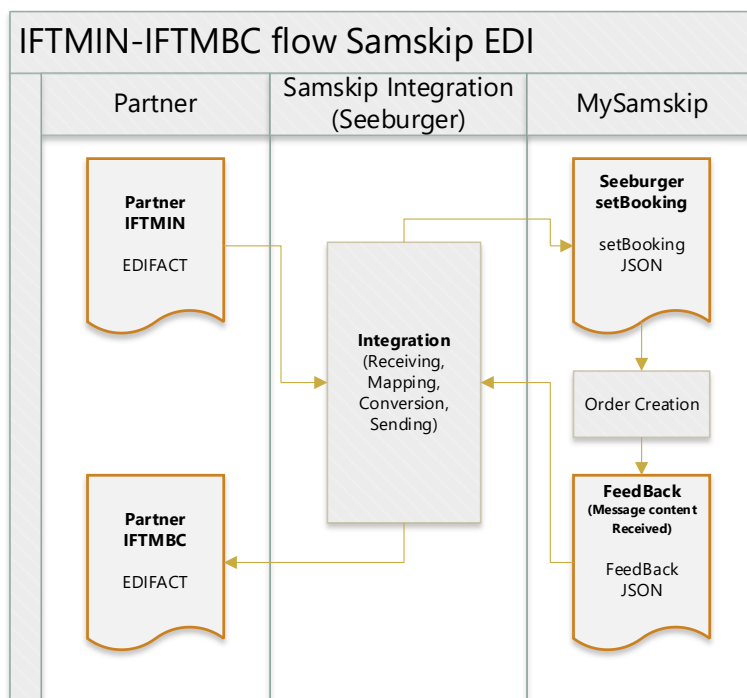 IFTMIN-IFTMBC flow Samskip EDI
Partner
Samskip Integration
(Seeburger)
MySamskip
Partner
IFTMIN
EDIFACT
Seeburger
setBooking
setBooking
JSON
Integration
(Receiving,
Mapping,
Conversion,
Sending)
Order Creation
Partner
IFTMBC
EDIFACT
FeedBack
(Message content
Received)
FeedBack
JSON